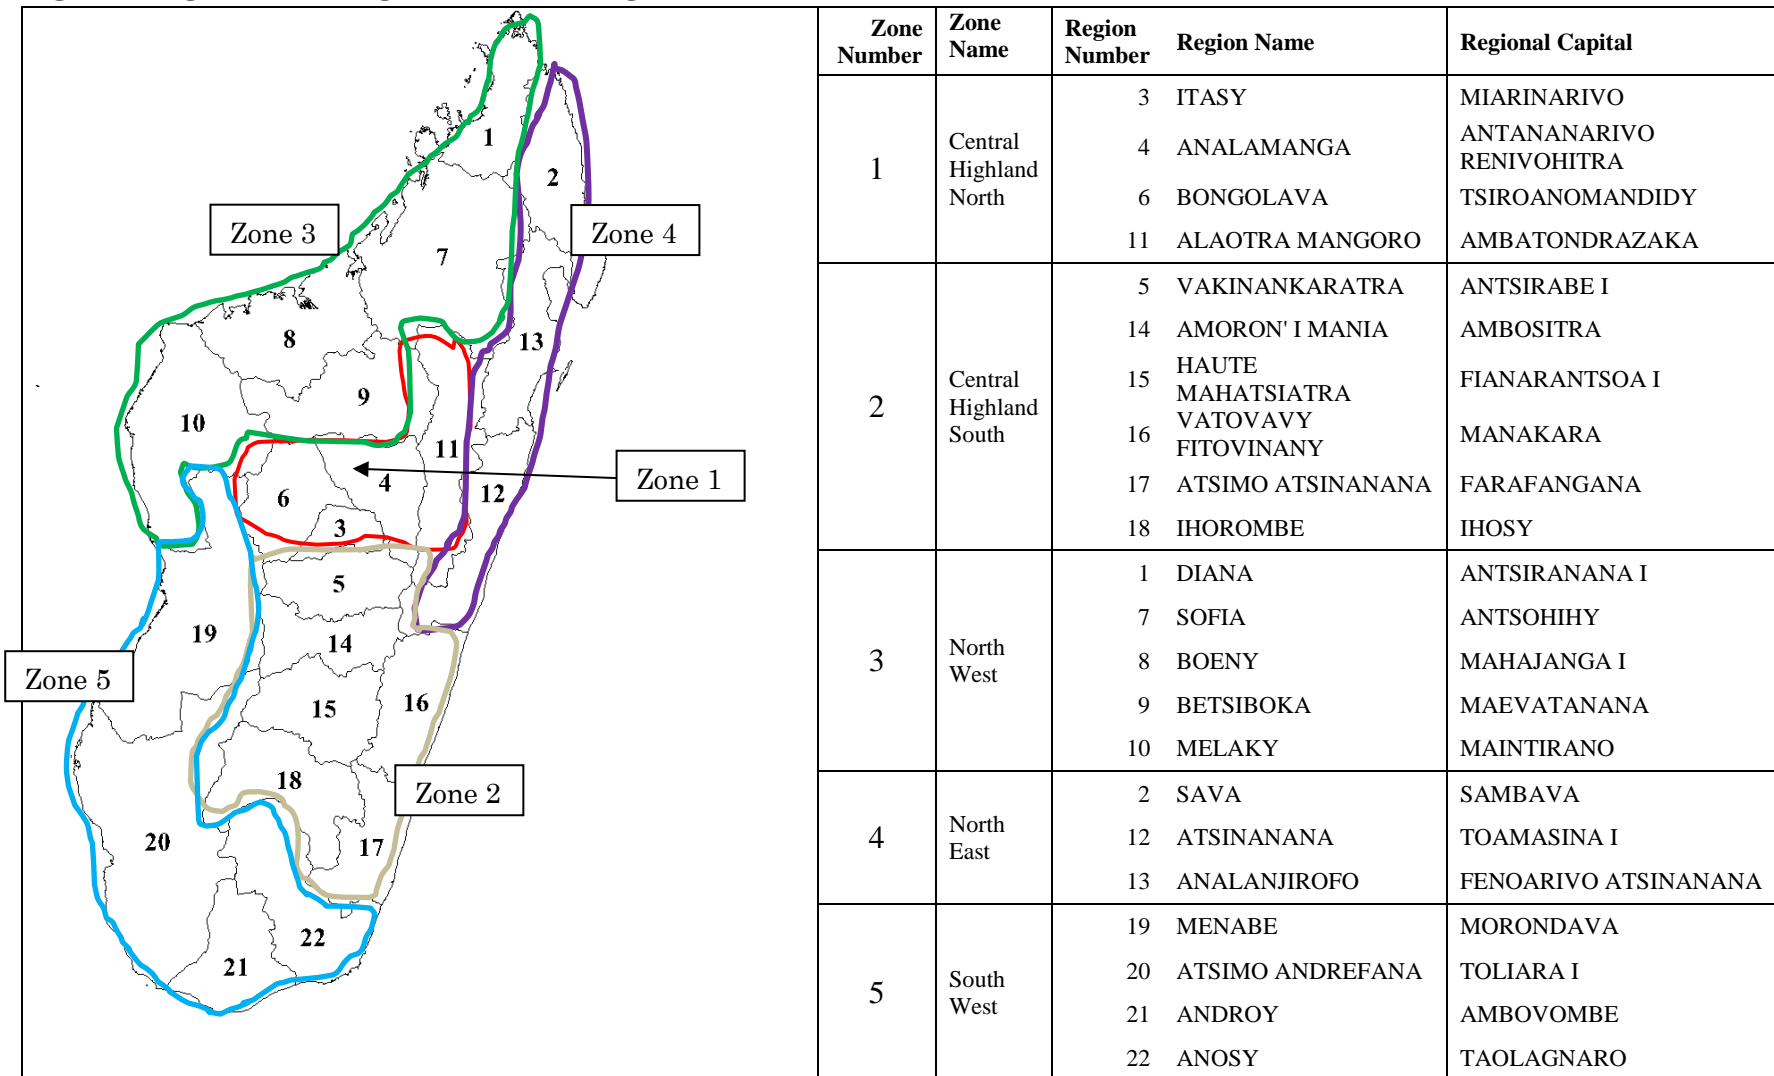 1
2
Zone 3
Zone 4
7
8
13
9
10
11
Zone 1
4
12
6
3
5
19
14
Zone 5
16
15
18
Zone 2
20
17
22
21
Zone Number Zone Name Region Number Region Name Regional Capital
1 Central Highland North
3 ITASY MIARINARIVO
4 ANALAMANGA ANTANANARIVO RENIVOHITRA
6 BONGOLAVA TSIROANOMANDIDY
11 ALAOTRA MANGORO AMBATONDRAZAKA
2 Central Highland South
5 VAKINANKARATRA ANTSIRABE I
14 AMORON' I MANIA AMBOSITRA
15 HAUTE MAHATSIATRA FIANARANTSOA I
16 VATOVAVY FITOVINANY MANAKARA
17 ATSIMO ATSINANANA FARAFANGANA
18 IHOROMBE IHOSY
3 North West
1 DIANA ANTSIRANANA I
7 SOFIA ANTSOHIHY
8 BOENY MAHAJANGA I
9 BETSIBOKA MAEVATANANA
10 MELAKY MAINTIRANO
4 North East
2 SAVA SAMBAVA
12 ATSINANANA TOAMASINA I
13 ANALANJIROFO FENOARIVO ATSINANANA
5 South West
19 MENABE MORONDAVA
20 ATSIMO ANDREFANA TOLIARA I
21 ANDROY AMBOVOMBE
22 ANOSY TAOLAGNARO